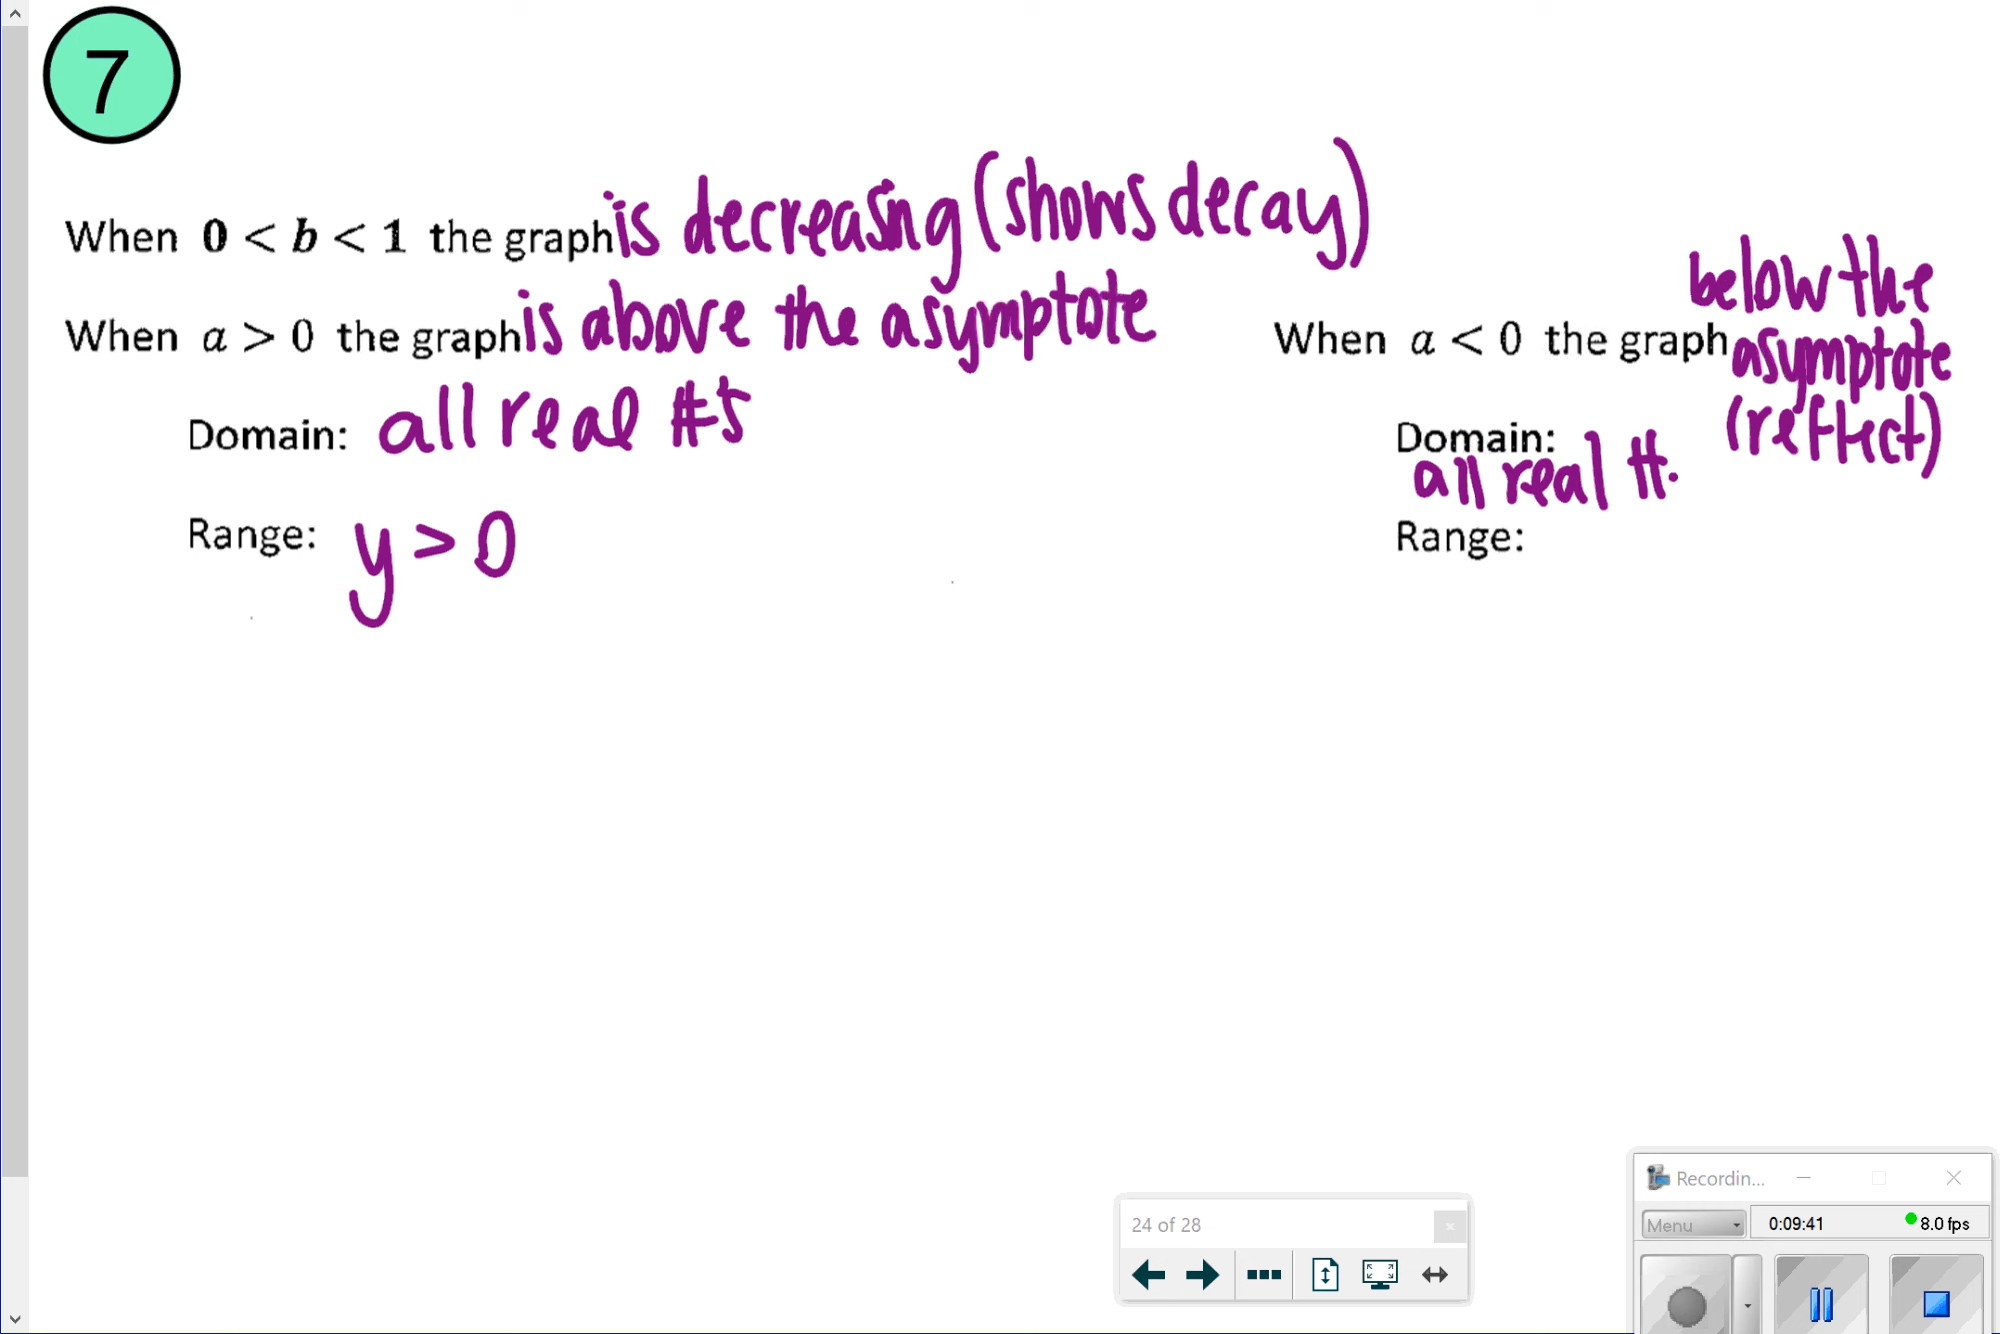 7
When 0 < b < 1 the graph is decreasing (shows decay)
When a > 0 the graph is above the asymptote
Domain: all real #'s
Range: y > 0
When a < 0 the graph below the
asymptote
(reflect)
Domain:
all real #.
Range:
24 of 28
Recordin...
Menu 0:09:41 8.0 fps